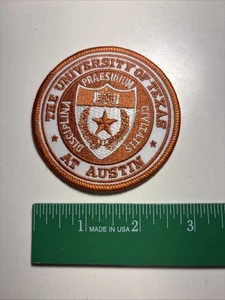 THE UNIVERSITY OF TEXAS
AT AUSTIN
DISCIPLINA PRAESIDIUM CIVITATIS
1 MADE IN USA 2 3